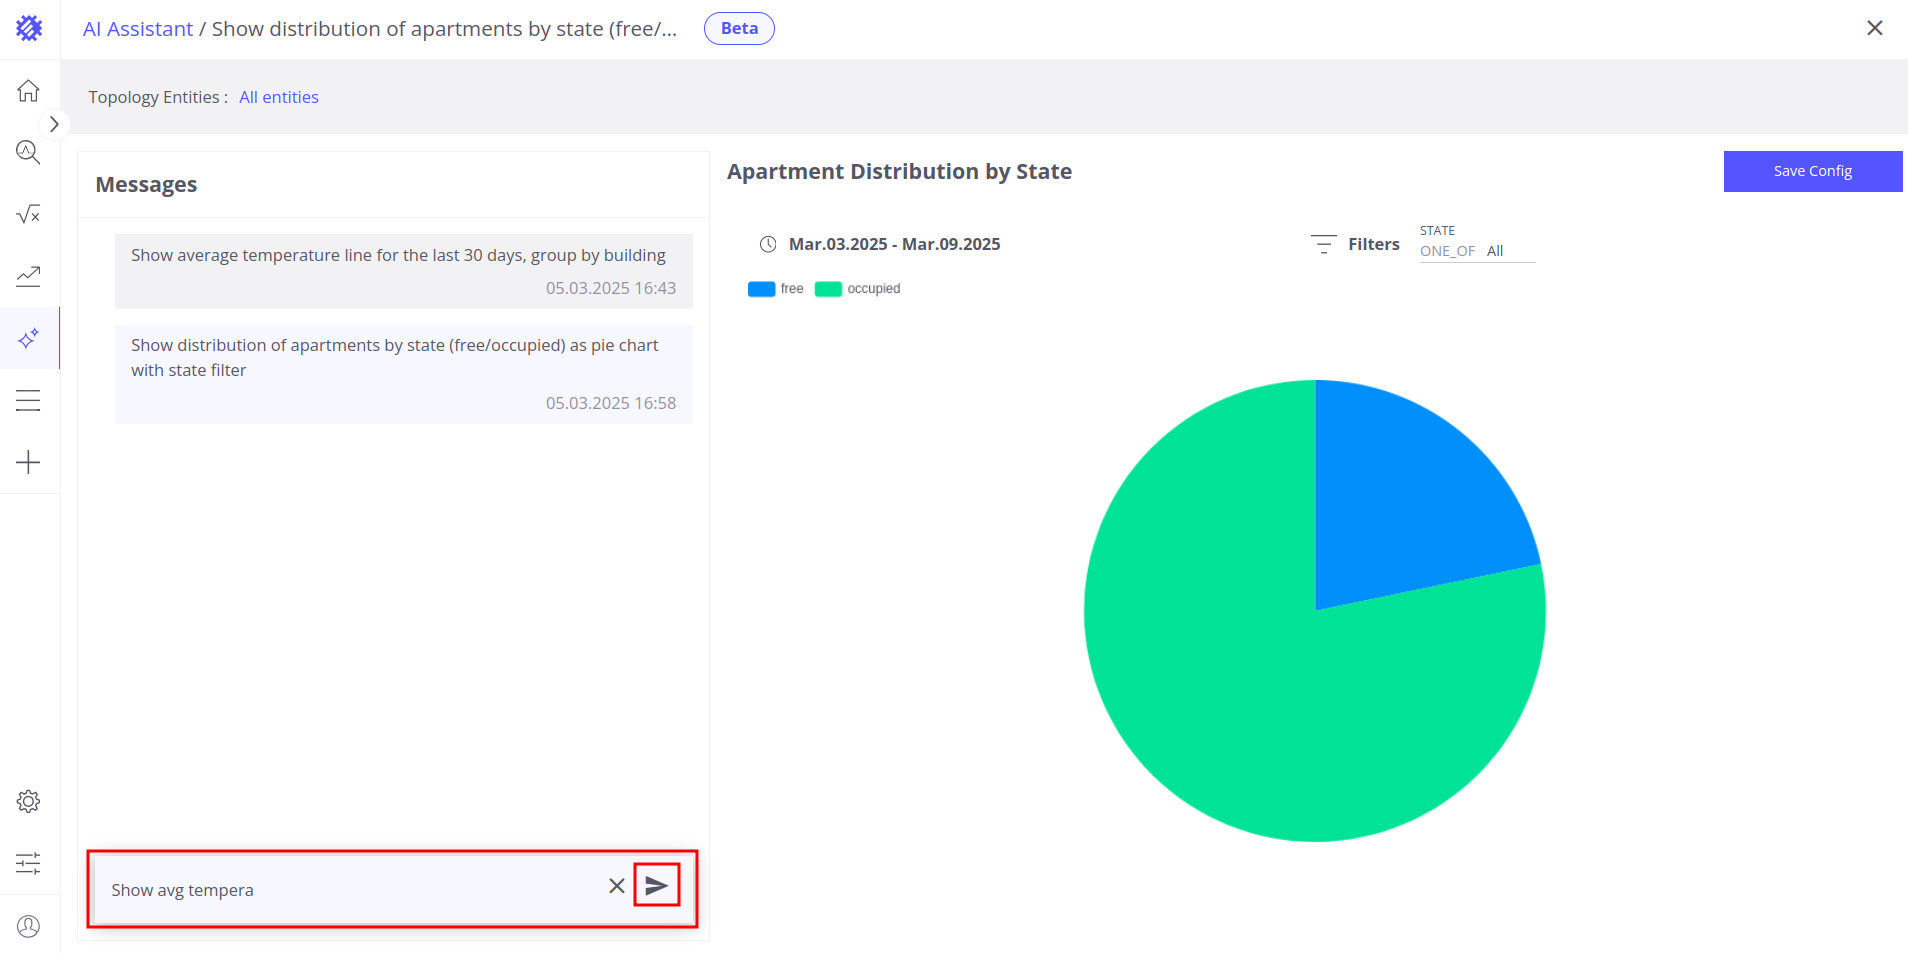 AI Assistant / Show distribution of apartments by state (free/...
Beta
Topology Entities : All entities
Messages
Show average temperature line for the last 30 days, group by building
05.03.2025 16:43
Show distribution of apartments by state (free/occupied) as pie chart
with state filter
05.03.2025 16:58
Show avg tempera
Apartment Distribution by State
Save Config
Mar.03.2025 - Mar.09.2025
Filters
STATE
ONE_OF All
free
occupied